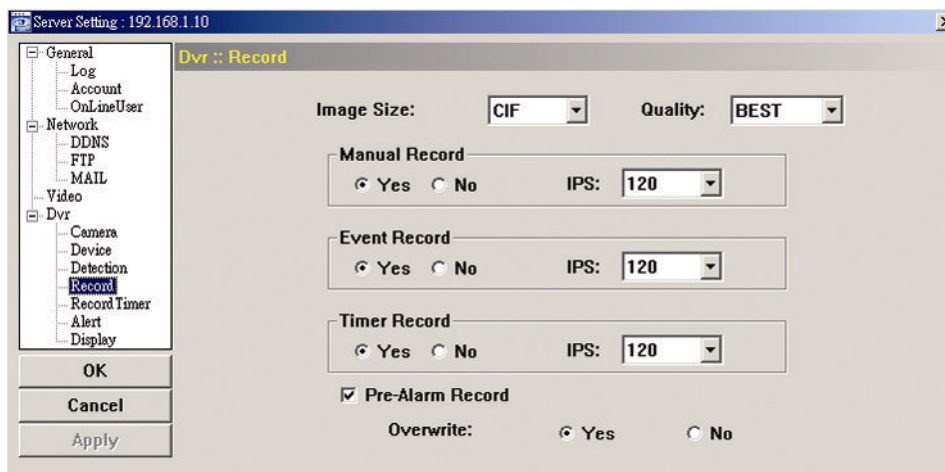 Server Setting : 192.168.1.10
General
Log
Account
OnLineUser
Network
DDNS
FTP
MAIL
Video
Dvr
Camera
Device
Detection
Record
Record Timer
Alert
Display
OK
Cancel
Apply
Dvr :: Record
Image Size: CIF Quality: BEST
Manual Record
Yes No IPS: 120
Event Record
Yes No IPS: 120
Timer Record
Yes No IPS: 120
Pre-Alarm Record
Overwrite: Yes No